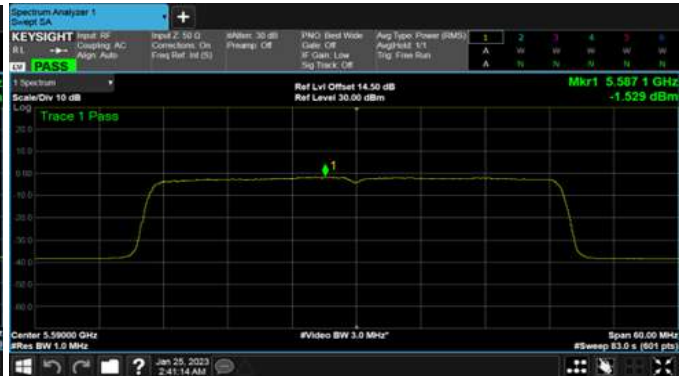 Spectrum Analyzer 1
Swept SA
+
KEYSIGHT
RL
PASS
Input: RF
Coupling: AC
Align: Auto
Input Z: 50 Ω
Corrections: On
Freq Ref: Int (S)
#Atten: 30 dB
Preamp: Off
PNO: Best Wide
Gate: Off
IF Gain: Low
Sig Track: Off
Avg Type: Power (RMS)
Avg|Hold: 1/1
Trig: Free Run
1 2 3 4 5 6
A W W W W W
A N N N N N
1 Spectrum
Scale/Div 10 dB
Ref Lvl Offset 14.50 dB
Ref Level 30.00 dBm
Mkr1 5.587 1 GHz
-1.529 dBm
Log
Trace 1 Pass
20.0
10.0
0.00
-10.0
-20.0
-30.0
-40.0
-50.0
-60.0
1
Center 5.59000 GHz
#Res BW 1.0 MHz
#Video BW 3.0 MHz*
Span 60.00 MHz
#Sweep 83.0 s (601 pts)
?
Jan 25, 2023
2:41:14 AM